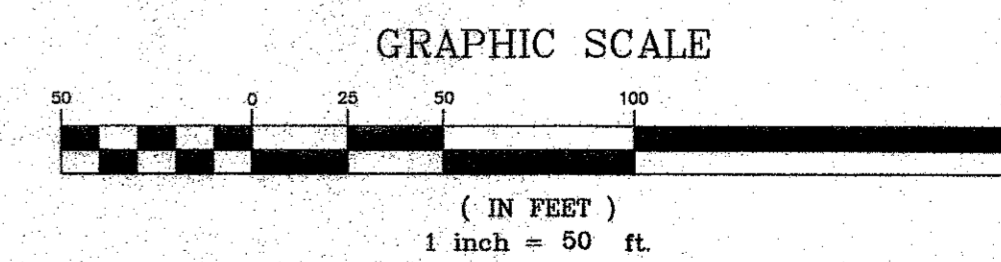 GRAPHIC SCALE
50 0 25 50 100
( IN FEET )
1 inch = 50 ft.